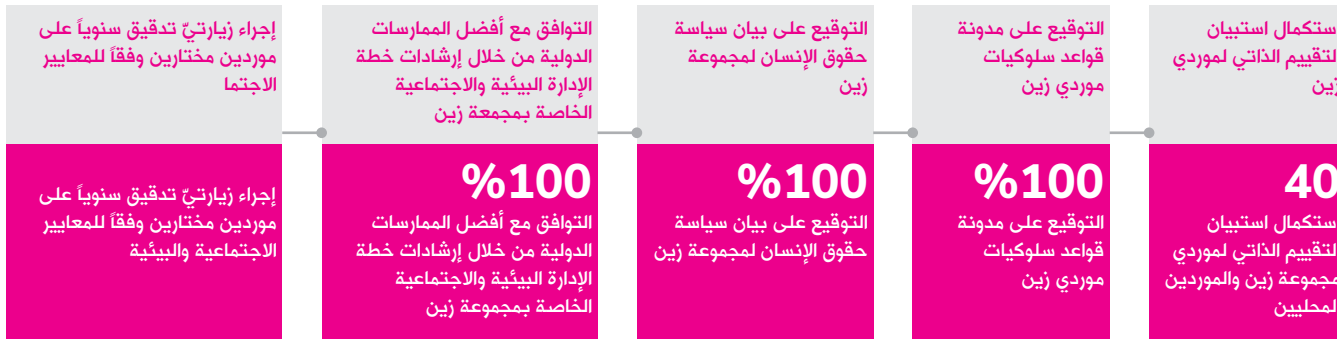 ستكمال استبيان
لتقييم الذاتي لموردي
زين
التوقيع على مدونة
قواعد سلوكيات
موردي زين
التوقيع على بيان سياسة
حقوق الإنسان لمجموعة
زين
التوافق مع أفضل الممارسات
الدولية من خلال إرشادات خطة
الإدارة البيئية والاجتماعية
الخاصة بمجمعة زين
إجراء زيارتيّ تدقيق سنوياً على
موردين مختارين وفقاً للمعايير
الاجتما
40
ستكمال استبيان
لتقييم الذاتي لموردي
مجموعة زين والموردين
لمحليين
%100
التوقيع على مدونة
قواعد سلوكيات
موردي زين
%100
التوقيع على بيان سياسة
حقوق الإنسان لمجموعة زين
%100
التوافق مع أفضل الممارسات
الدولية من خلال إرشادات خطة
الإدارة البيئية والاجتماعية
الخاصة بمجموعة زين
إجراء زيارتيّ تدقيق سنوياً على
موردين مختارين وفقاً للمعايير
الاجتماعية والبيئية